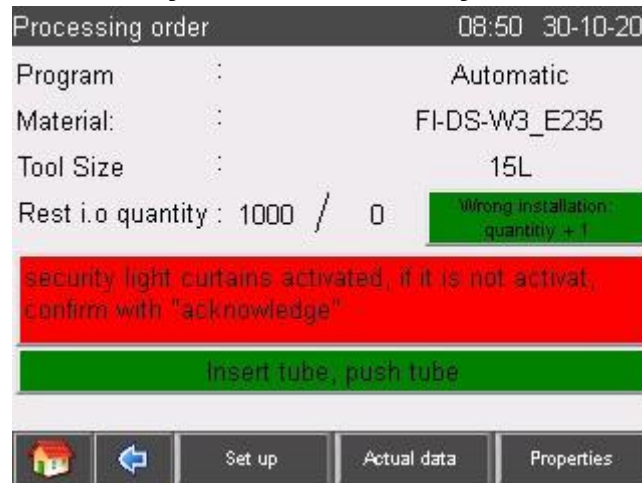 Processing order 08:50 30-10-20
Program : Automatic
Material: : FI-DS-W3_E235
Tool Size : 15L
Rest i.o quantity : 1000 / 0
Wrong installation:
quantitiy + 1
security light curtains activated, if it is not activat,
confirm with "acknowledge"
Insert tube, push tube
Set up Actual data Properties